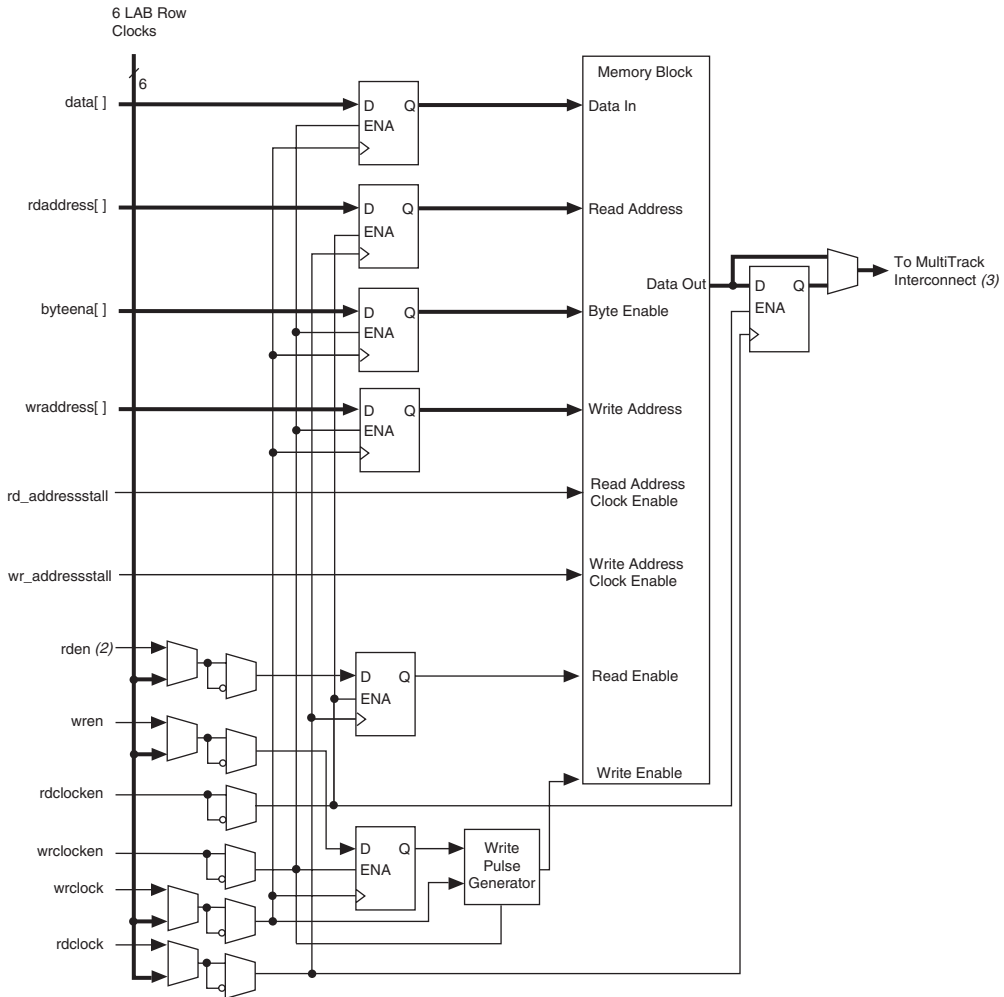 6 LAB Row
Clocks
6
data[ ]
D Q
ENA
Memory Block
Data In
rdaddress[ ]
D Q
ENA
Read Address
To MultiTrack
Interconnect (3)
Data Out
D Q
ENA
byteena[ ]
D Q
ENA
Byte Enable
wraddress[ ]
D Q
ENA
Write Address
rd_addressstall
Read Address
Clock Enable
wr_addressstall
Write Address
Clock Enable
rden (2)
D Q
ENA
Read Enable
wren
Write Enable
rdclocken
wrclocken
D Q
ENA
Write
Pulse
Generator
wrclock
rdclock